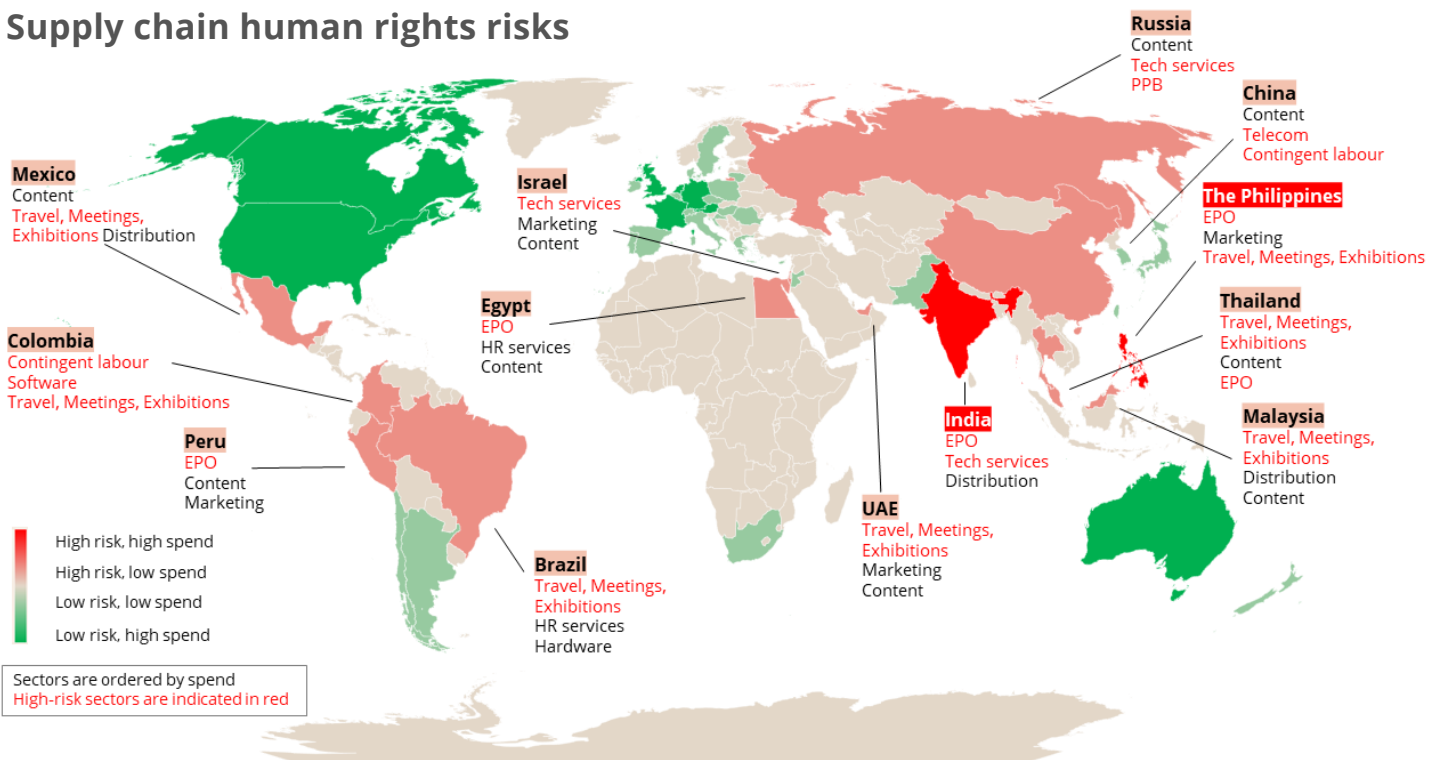 Supply chain human rights risks
Russia
Content
Tech services
PPB
China
Content
Telecom
Contingent labour
Mexico
Content
Travel, Meetings,
Exhibitions Distribution
Israel
Tech services
Marketing
Content
The Philippines
EPO
Marketing
Travel, Meetings, Exhibitions
Egypt
EPO
HR services
Content
Thailand
Travel, Meetings,
Exhibitions
Content
EPO
Colombia
Contingent labour
Software
Travel, Meetings, Exhibitions
India
EPO
Tech services
Distribution
Malaysia
Travel, Meetings,
Exhibitions
Distribution
Content
Peru
EPO
Content
Marketing
UAE
Travel, Meetings,
Exhibitions
Marketing
Content
Brazil
Travel, Meetings,
Exhibitions
HR services
Hardware
High risk, high spend
High risk, low spend
Low risk, low spend
Low risk, high spend
Sectors are ordered by spend
High-risk sectors are indicated in red